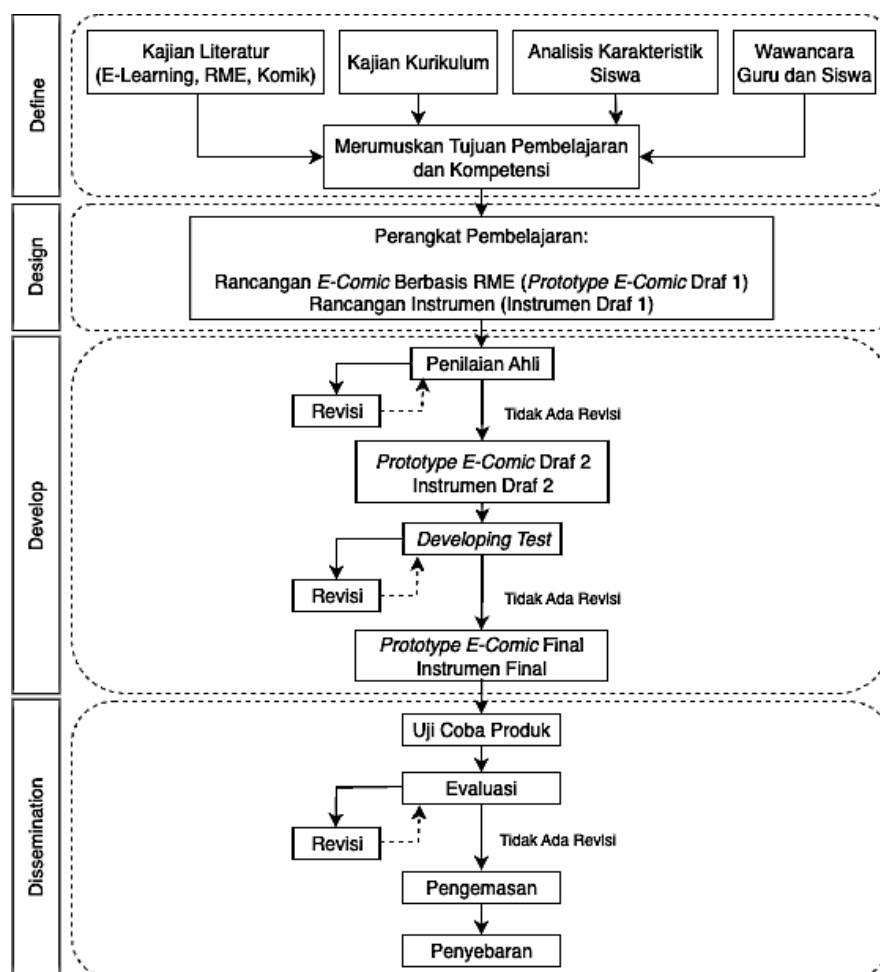 Define
Kajian Literatur
(E-Learning, RME, Komik)
Kajian Kurikulum
Analisis Karakteristik
Siswa
Wawancara
Guru dan Siswa
Merumuskan Tujuan Pembelajaran
dan Kompetensi
Design
Perangkat Pembelajaran:
Rancangan E-Comic Berbasis RME (Prototype E-Comic Draf 1)
Rancangan Instrumen (Instrumen Draf 1)
Develop
Penilaian Ahli
Revisi
Tidak Ada Revisi
Prototype E-Comic Draf 2
Instrumen Draf 2
Developing Test
Revisi
Tidak Ada Revisi
Prototype E-Comic Final
Instrumen Final
Dissemination
Uji Coba Produk
Evaluasi
Revisi
Tidak Ada Revisi
Pengemasan
Penyebaran